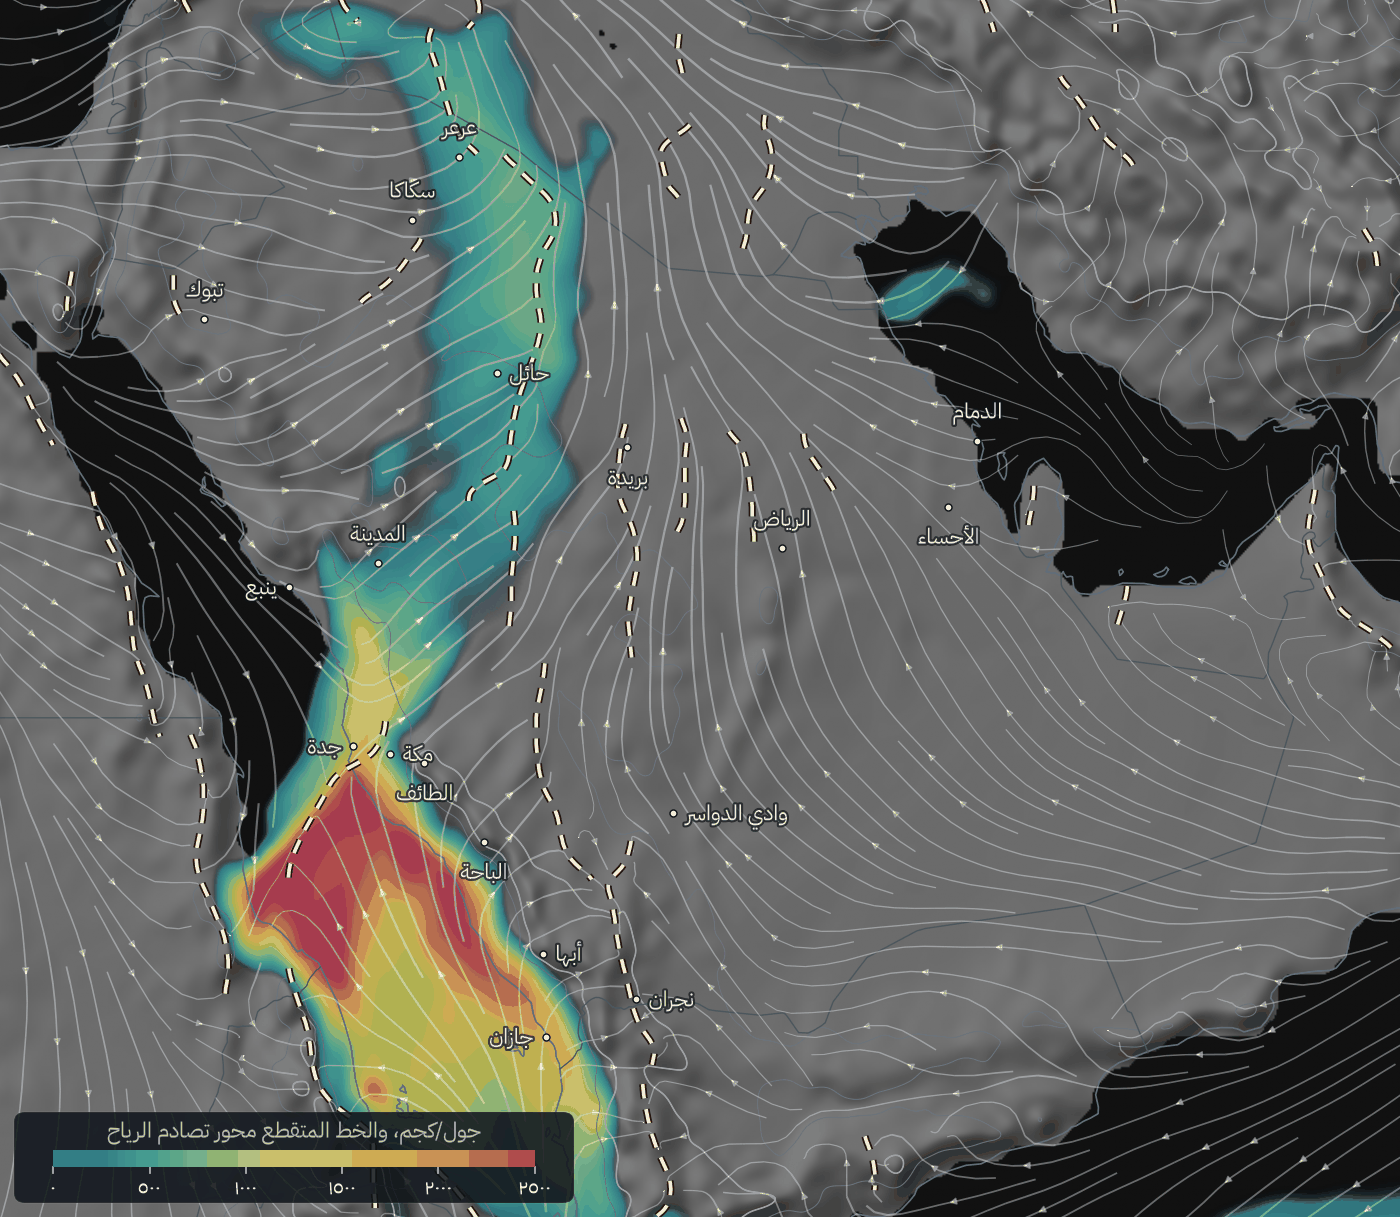 عرعر
سكاكا
تبوك
حائل
الدمام
بريدة
الرياض
الأحساء
المدينة
ينبع
جدة
مكة
الطائف
وادي الدواسر
الباحة
أبها
نجران
جازان
جول/كجم، والخط المتقطع محور تصادم الرياح
٠ ٥٠٠ ١٠٠٠ ١٥٠٠ ٢٠٠٠ ٢٥٠٠